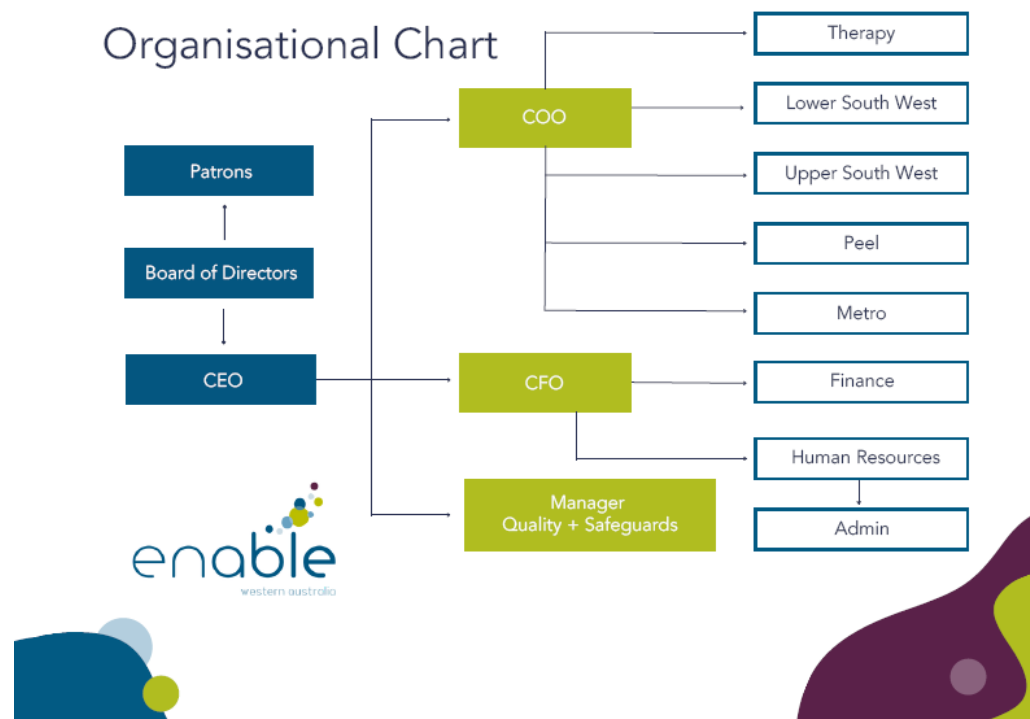 Organisational Chart
Patrons
Board of Directors
CEO
COO
CFO
Manager
Quality + Safeguards
Therapy
Lower South West
Upper South West
Peel
Metro
Finance
Human Resources
Admin
enable
western australia